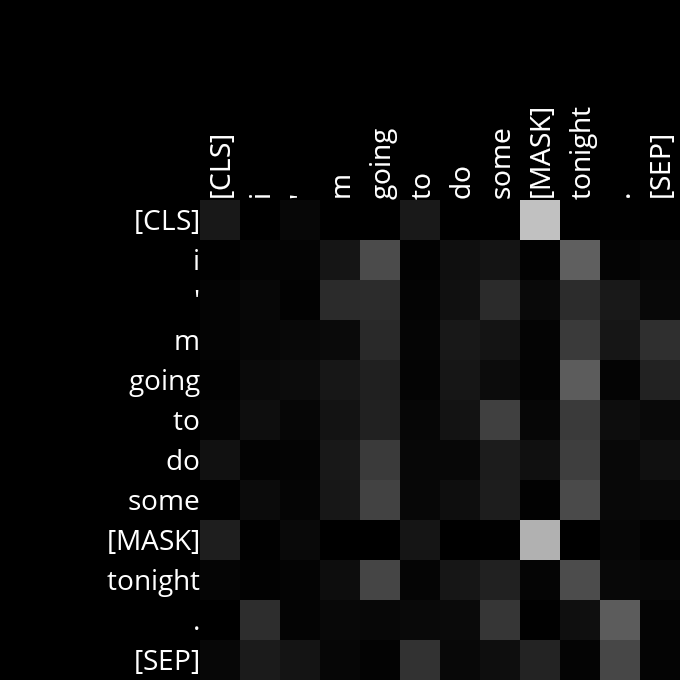 [CLS] i ' m going to do some [MASK] tonight . [SEP]
[CLS]
i
'
m
going
to
do
some
[MASK]
tonight
.
[SEP]